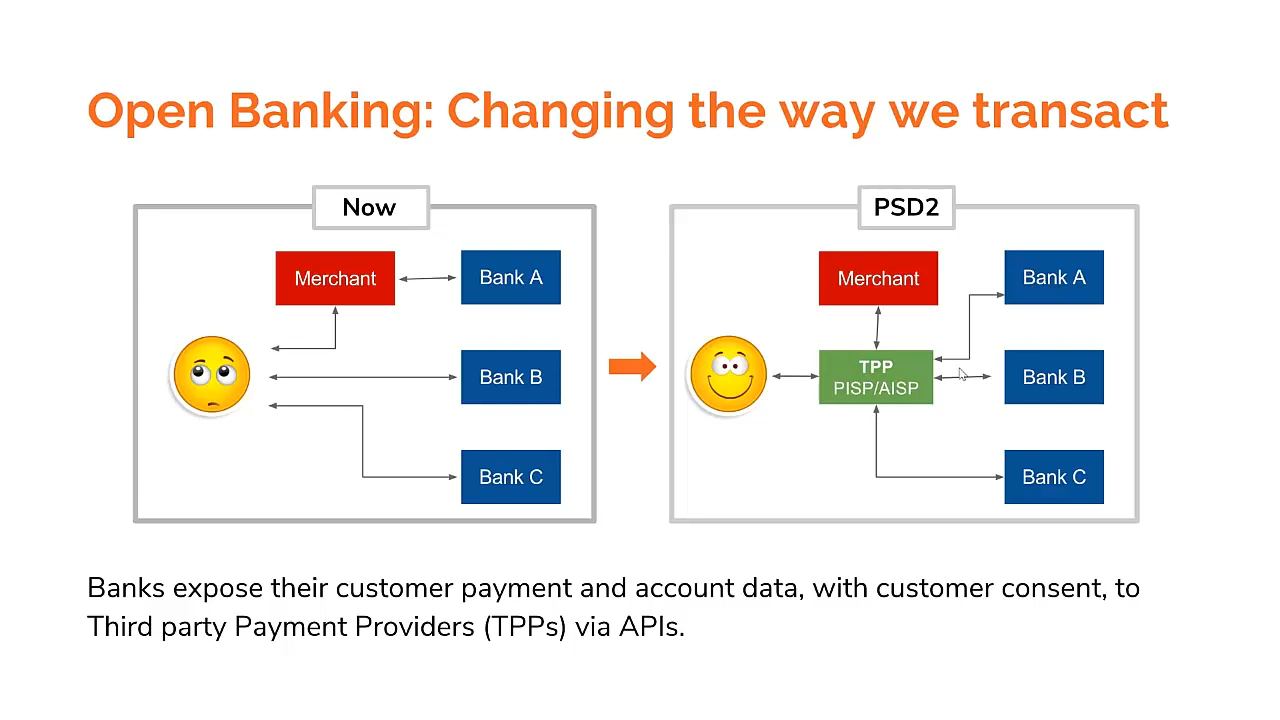 Open Banking: Changing the way we transact
Now
Merchant
Bank A
Bank B
Bank C
PSD2
Merchant
Bank A
TPP
PISP/AISP
Bank B
Bank C
Banks expose their customer payment and account data, with customer consent, to
Third party Payment Providers (TPPs) via APIs.